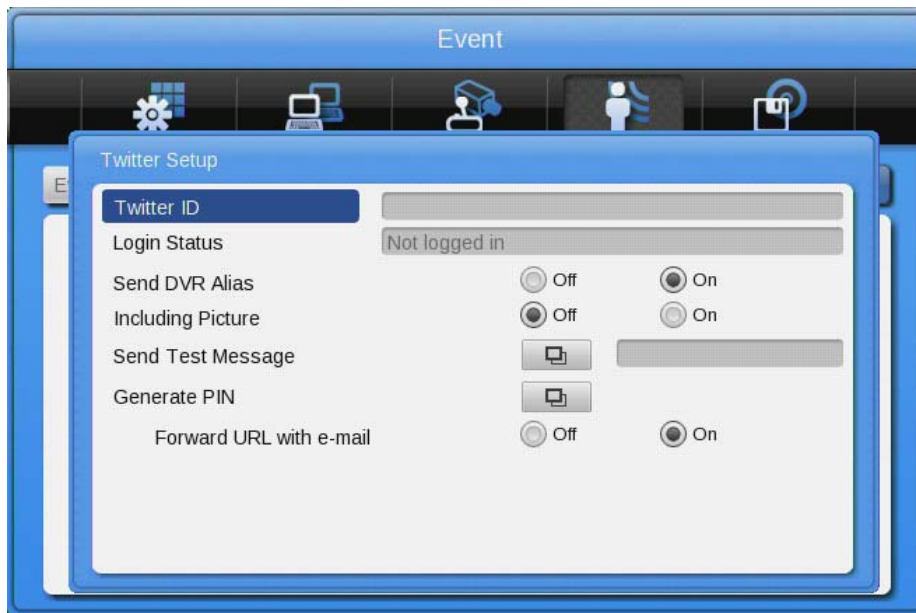 Event
Twitter Setup
E
Twitter ID
Login Status Not logged in
Send DVR Alias Off On
Including Picture Off On
Send Test Message
Generate PIN
Forward URL with e-mail Off On